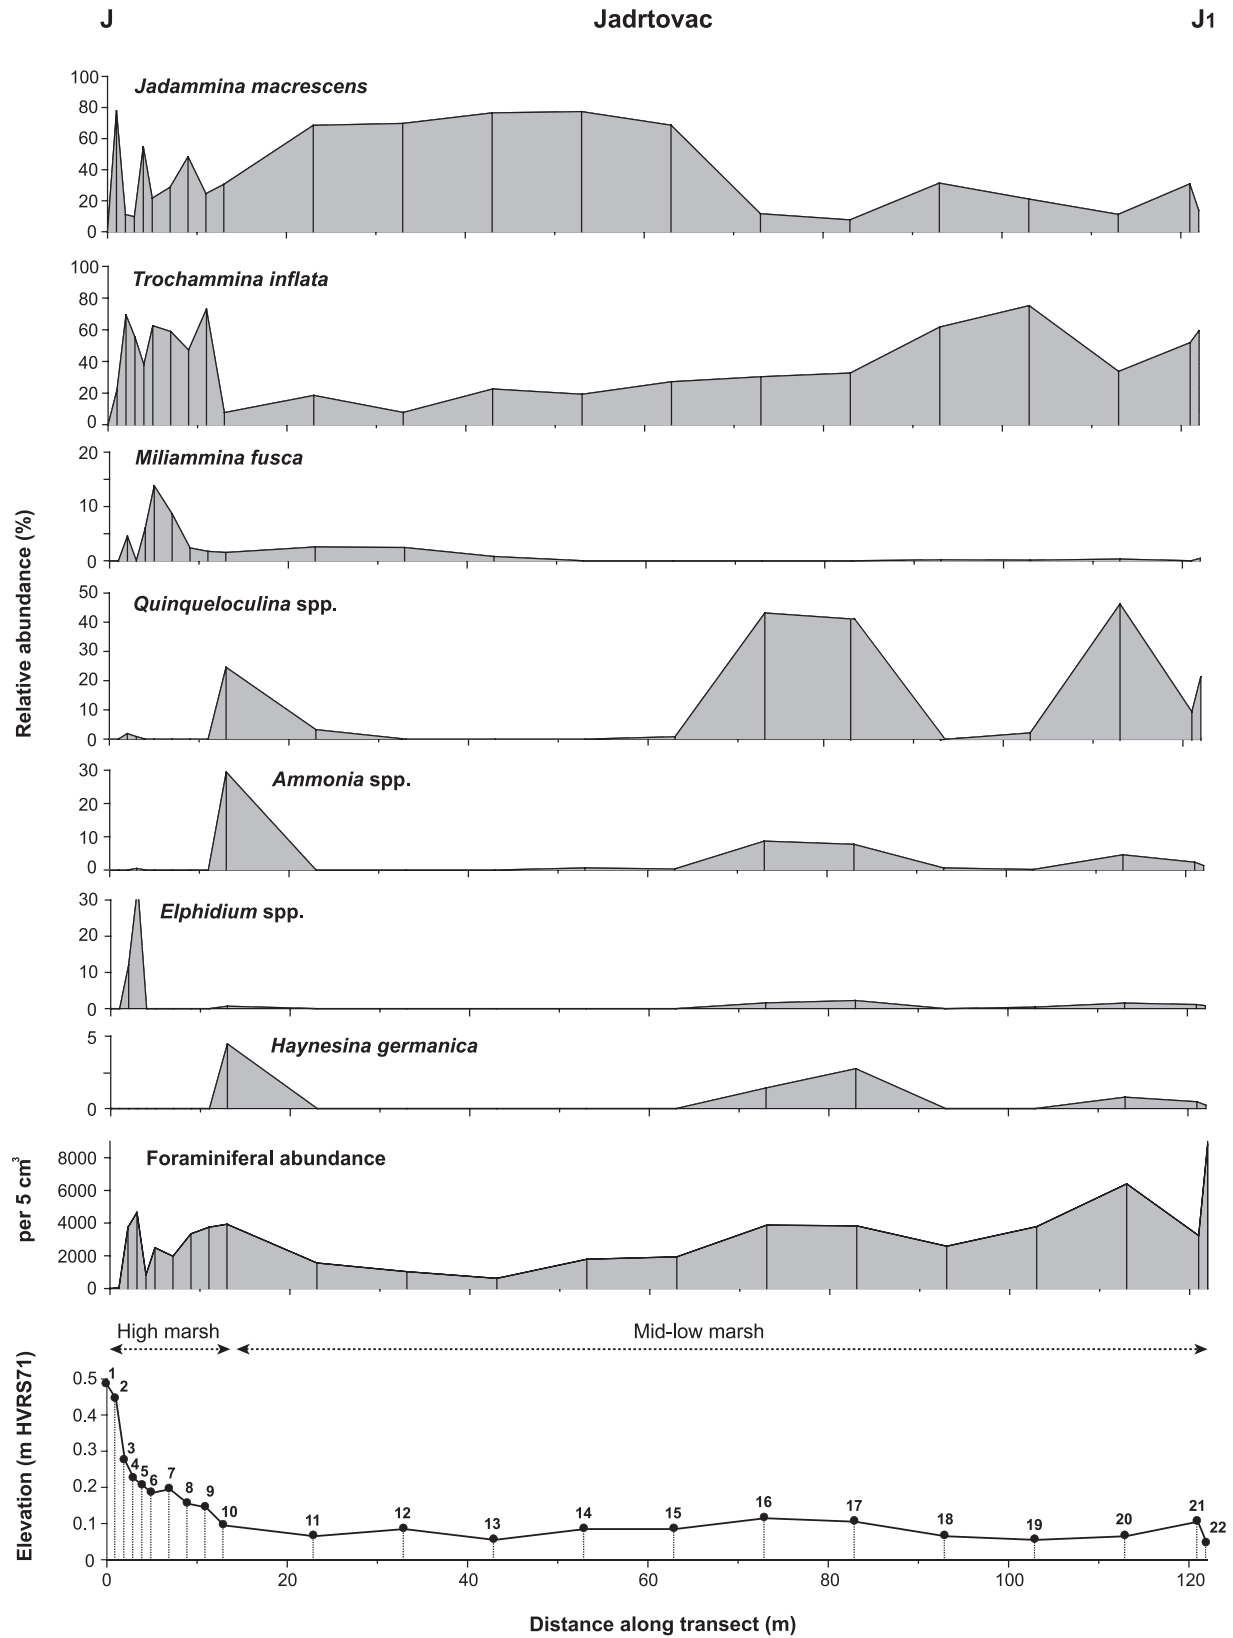 J Jadrtovac J1
Jadammina macrescens
100
80
60
40
20
0
Trochammina inflata
100
80
60
40
20
0
Miliammina fusca
20
10
0
Relative abundance (%)
Quinqueloculina spp.
50
40
30
20
10
0
Ammonia spp.
30
20
10
0
Elphidium spp.
30
20
10
0
Haynesina germanica
5
0
Foraminiferal abundance
per 5 cm³
8000
6000
4000
2000
0
High marsh Mid-low marsh
Elevation (m HVRS71)
0.5
0.4
0.3
0.2
0.1
0
1 2 3 4 5 6 7 8 9 10 11 12 13 14 15 16 17 18 19 20 21 22
0 20 40 60 80 100 120
Distance along transect (m)